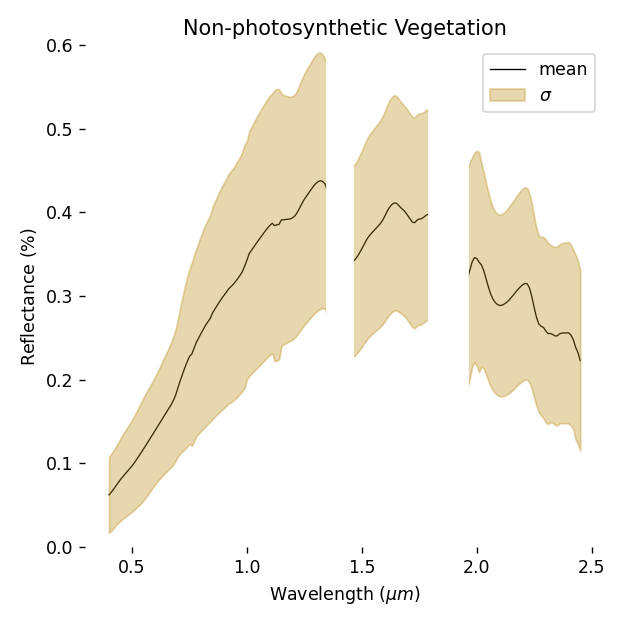 Non-photosynthetic Vegetation
0.6
0.5
0.4
0.3
0.2
0.1
0.0
Reflectance (%)
mean
σ
0.5 1.0 1.5 2.0 2.5
Wavelength (μm)